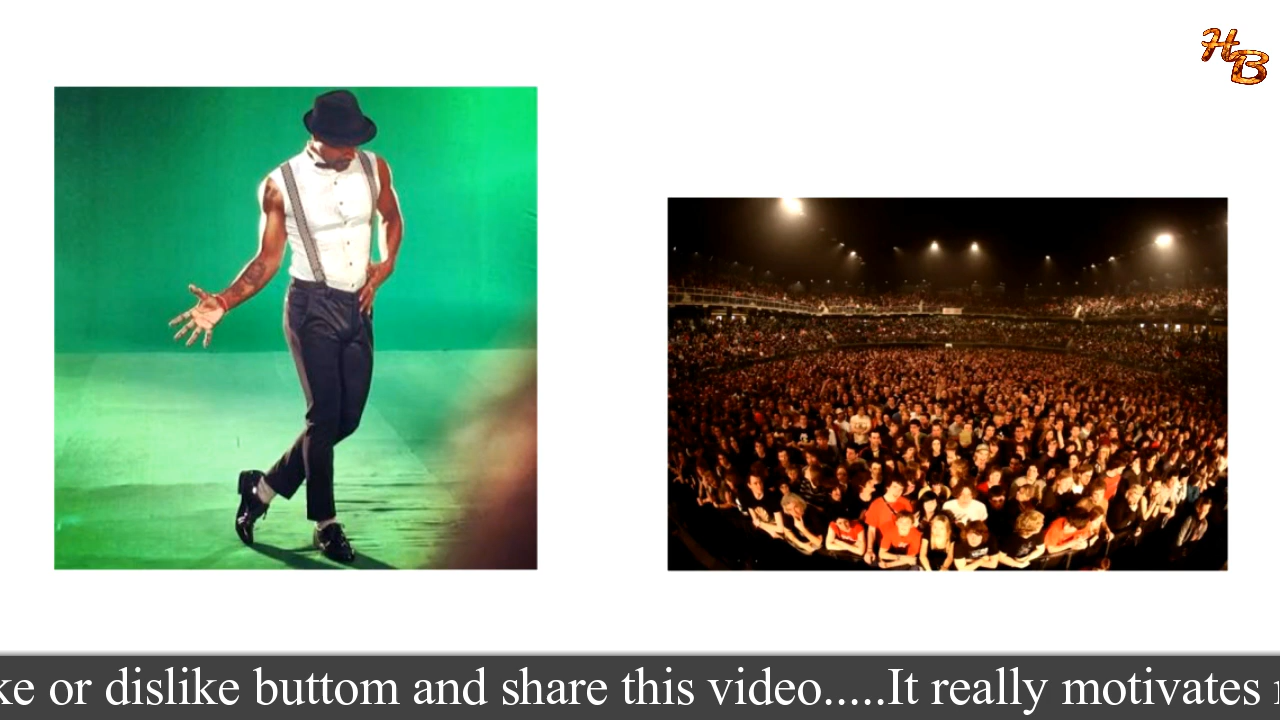 HB
ke or dislike buttom and share this video.....It really motivates